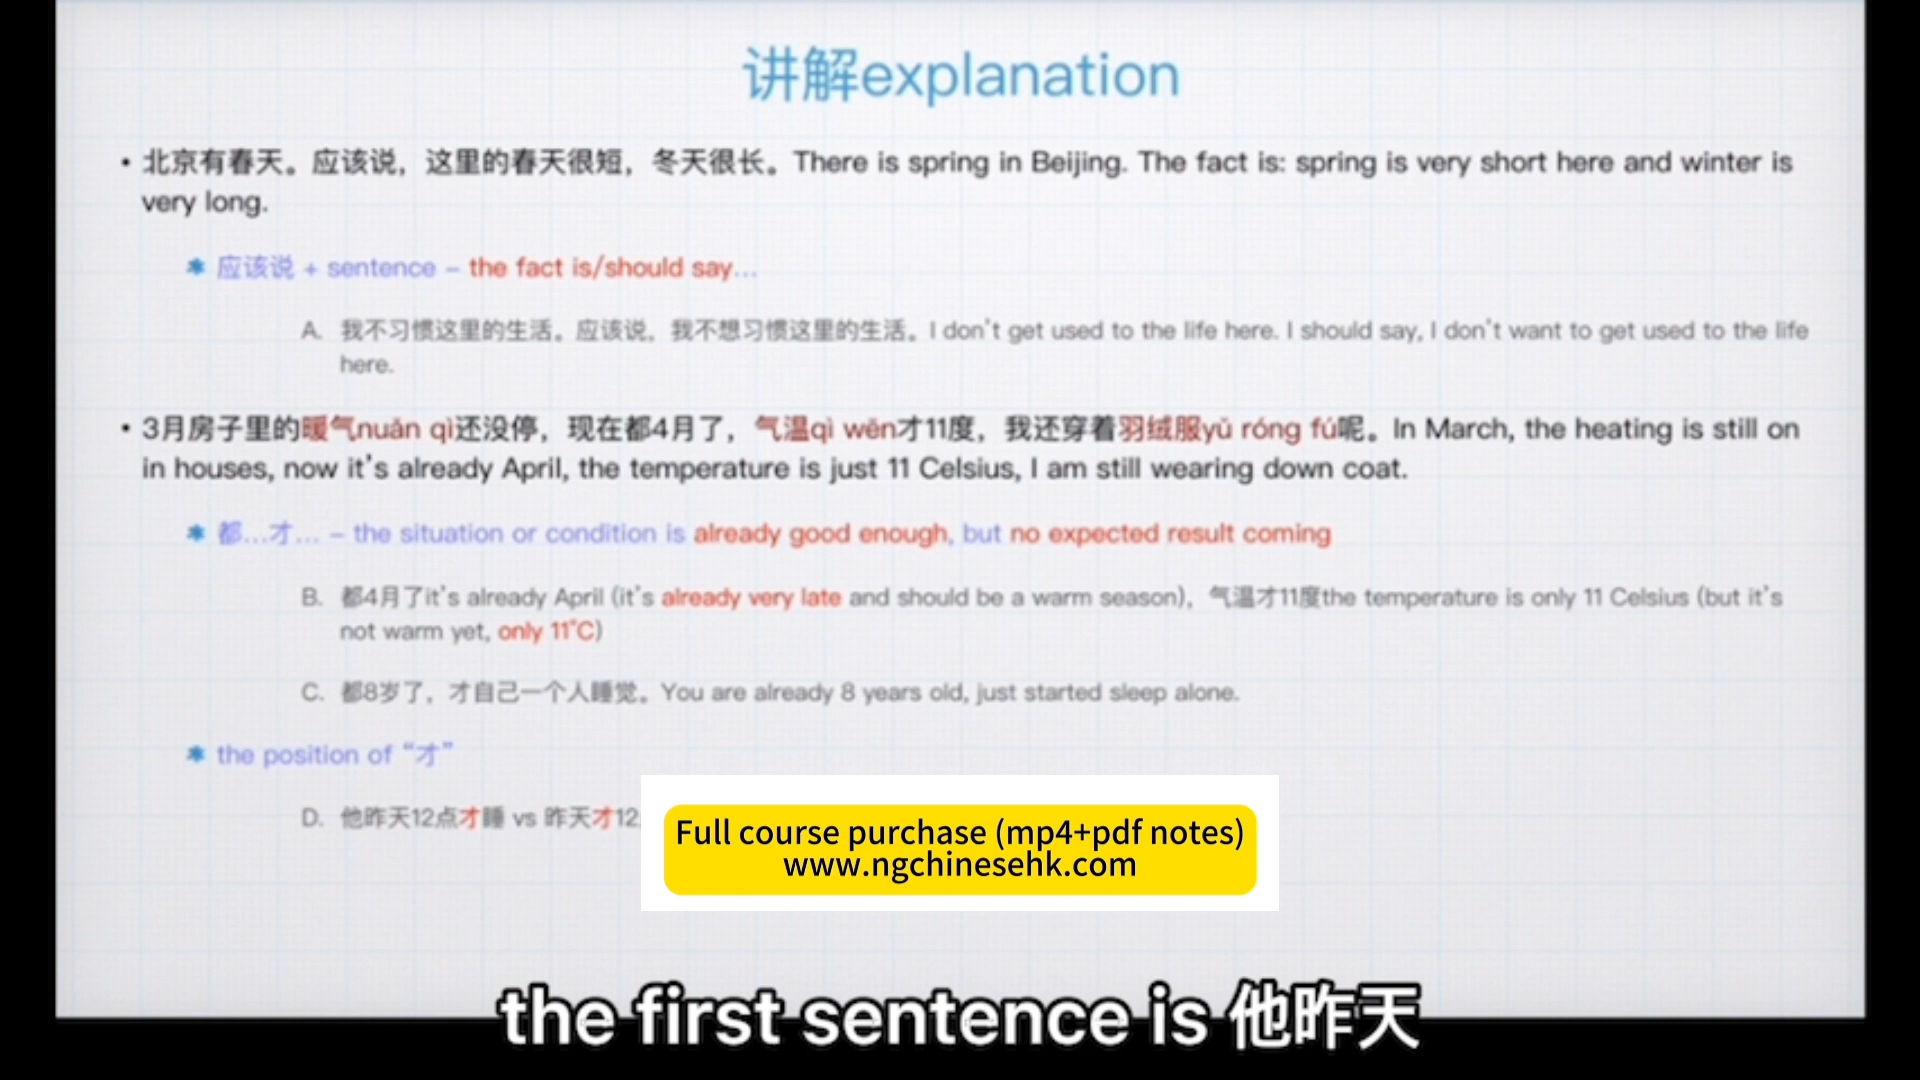 讲解explanation
• 北京有春天。应该说，这里的春天很短，冬天很长。There is spring in Beijing. The fact is: spring is very short here and winter is
very long.
* 应该说 + sentence – the fact is/should say...
A. 我不习惯这里的生活。应该说，我不想习惯这里的生活。I don't get used to the life here. I should say, I don't want to get used to the life
here.
• 3月房子里的暖气nuǎn qì还没停，现在都4月了，气温qì wēn才11度，我还穿着羽绒服yǔ róng fú呢。In March, the heating is still on
in houses, now it's already April, the temperature is just 11 Celsius, I am still wearing down coat.
* 都...才... – the situation or condition is already good enough, but no expected result coming
B. 都4月了it's already April (it's already very late and should be a warm season)，气温才11度the temperature is only 11 Celsius (but it's
not warm yet, only 11°C)
C. 都8岁了，才自己一个人睡觉。You are already 8 years old, just started sleep alone.
* the position of “才”
D. 他昨天12点才睡 vs 昨天才12
Full course purchase (mp4+pdf notes)
www.ngchinesehk.com
the first sentence is 他昨天